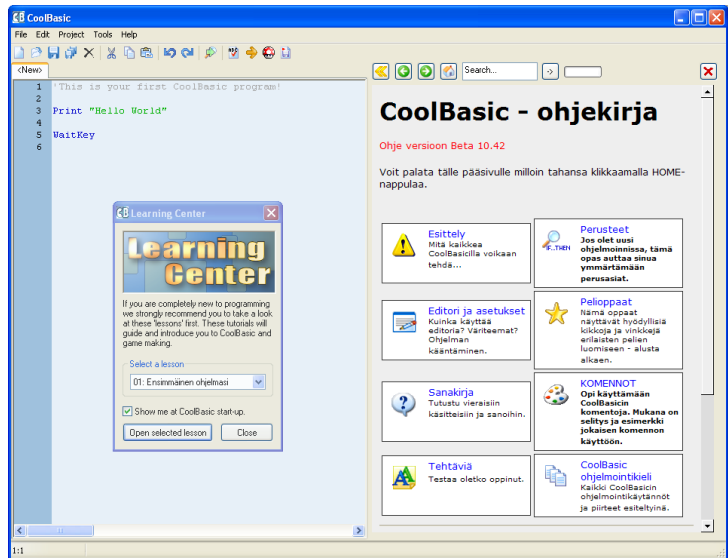 CoolBasic
File Edit Project Tools Help
<New>
Search...
1 'This is your first CoolBasic programe!
2
3 Print "Hello World"
4
5 WaitKey
6
CB Learning Center
Learning
Center
If you are completely new to programming
we strongly recommend you to take a look
at these 'lessons' first. These tutorials will
guide and introduce you to CoolBasic and
game making.
Select a lesson
01: Ensimmäinen ohjelmasi
Show me at CoolBasic start-up.
Open selected lesson Close
CoolBasic - ohjekirja
Ohje versioon Beta 10.42
Voit palata tälle pääsivulle milloin tahansa klikkaamalla HOME-
nappulaa.
Esittely
Mitä kaikkea
CoolBasicilla voikaan
tehdä...
IF..THEN
Perusteet
Jos olet uusi
ohjelmoinnissa, tämä
opas auttaa sinua
ymmärtämään
perusasiat.
Editori ja asetukset
Kuinka käyttää
editoria? Väriteemat?
Ohjelman
kääntäminen.
Pelioppaat
Nämä oppaat
näyttävät hyödyllisiä
kikkoja ja vinkkejä
erilaisten pelien
luomiseen - alusta
alkaen.
Sanakirja
Tutustu vieraisiin
käsitteisiin ja sanoihin.
KOMENNOT
Opi käyttämään
CoolBasicin
komentoja. Mukana on
selitys ja esimerkki
jokaisen komennon
käyttöön.
Tehtäviä
Testaa oletko oppinut.
CoolBasic
ohjelmointikieli
Kaikki CoolBasicin
ohjelmointikäytännöt
ja piirteet esiteltyinä.
1:1